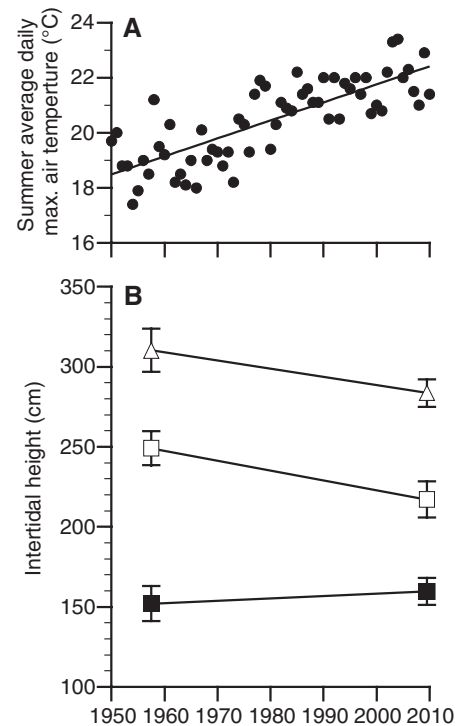 A
24
22
20
18
16
Summer average daily
max. air temperture (°C)
B
350
300
250
200
150
100
Intertidal height (cm)
1950 1960 1970 1980 1990 2000 2010